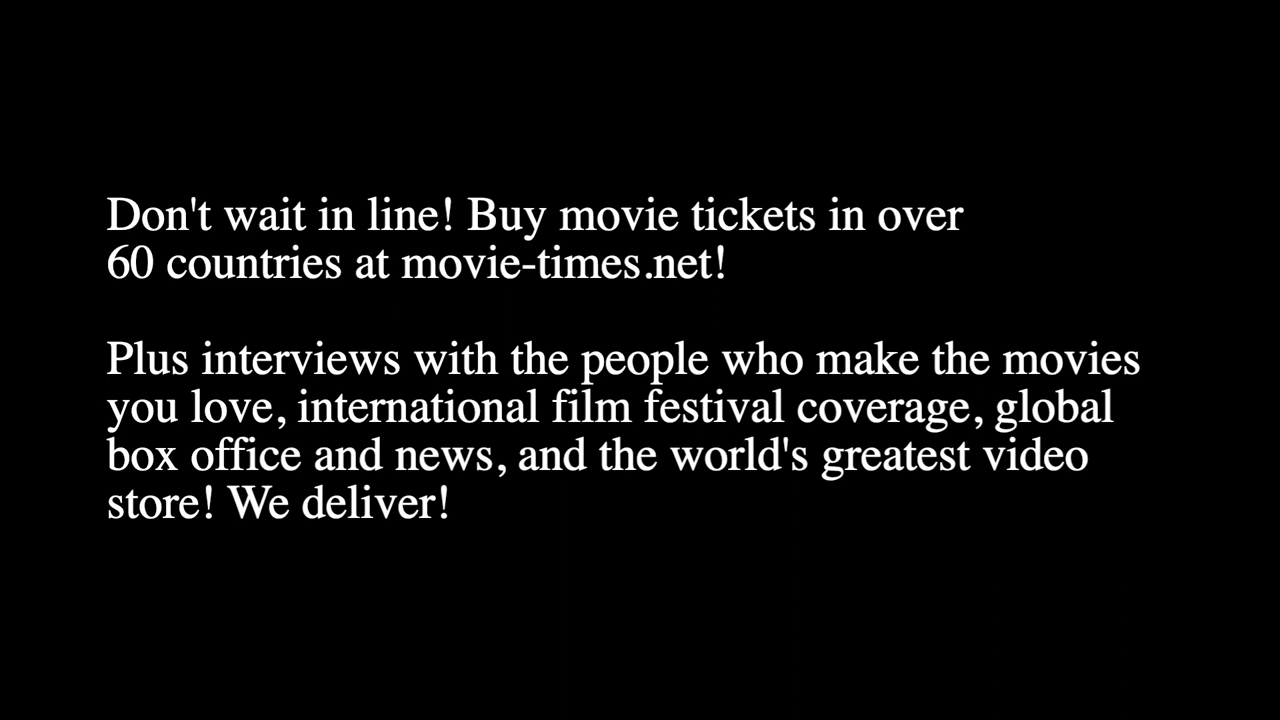 Don't wait in line! Buy movie tickets in over
60 countries at movie-times.net!
Plus interviews with the people who make the movies
you love, international film festival coverage, global
box office and news, and the world's greatest video
store! We deliver!